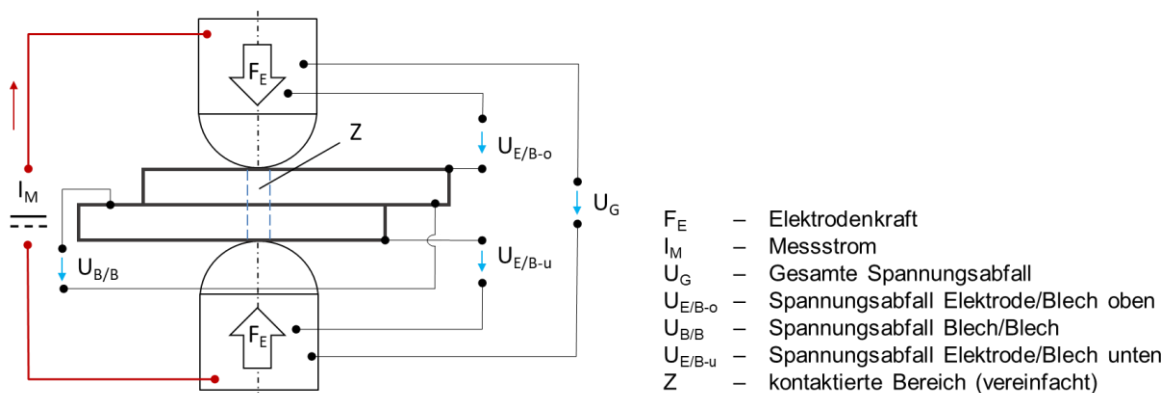 F_E
Z
U_E/B-o
I_M
U_G
U_B/B
U_E/B-u
F_E
F_E – Elektrodenkraft
I_M – Messstrom
U_G – Gesamte Spannungsabfall
U_E/B-o – Spannungsabfall Elektrode/Blech oben
U_B/B – Spannungsabfall Blech/Blech
U_E/B-u – Spannungsabfall Elektrode/Blech unten
Z – kontaktierte Bereich (vereinfacht)